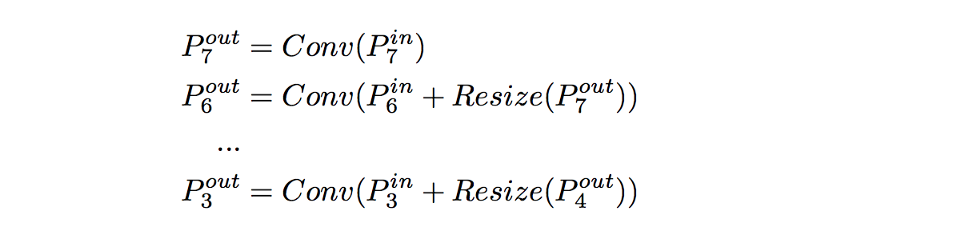 P_7^{out} = Conv(P_7^{in})
P_6^{out} = Conv(P_6^{in} + Resize(P_7^{out}))
...
P_3^{out} = Conv(P_3^{in} + Resize(P_4^{out}))